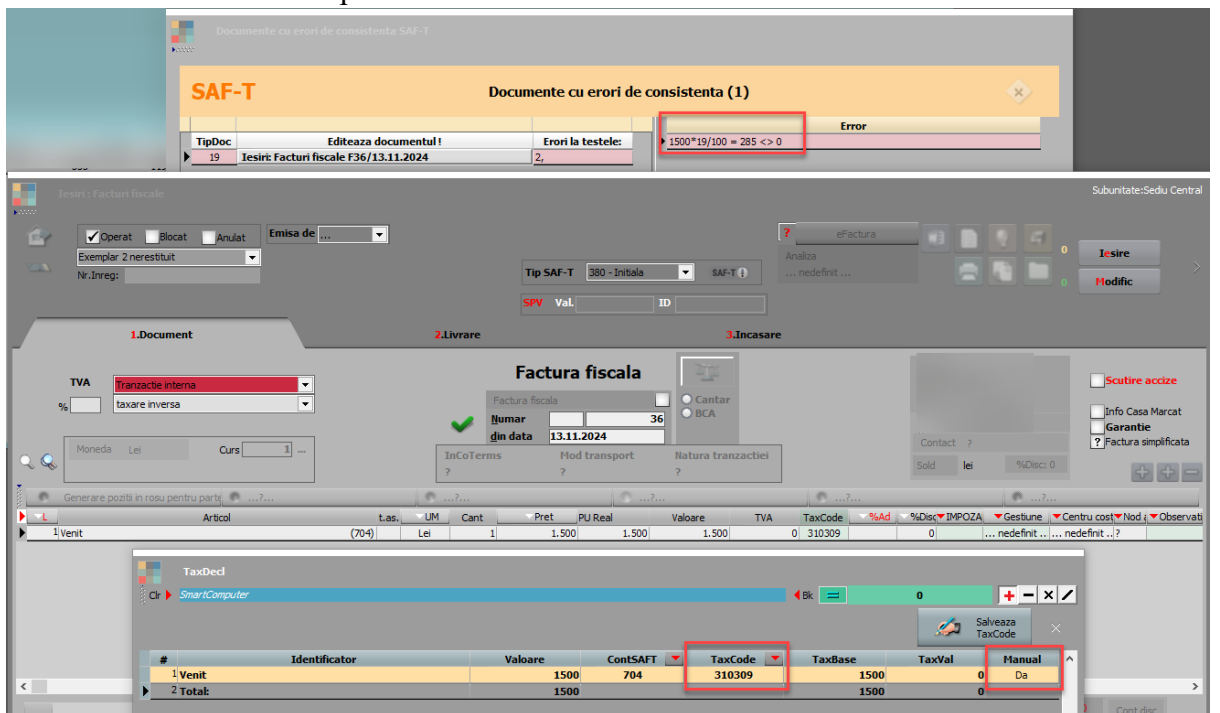 Documente cu erori de consistenta SAF-T
SAF-T Documente cu erori de consistenta (1)
Error
TipDoc Editeaza documentul ! Erori la testele: 1500*19/100 = 285 <> 0
19 Iesiri: Facturi fiscale F36/13.11.2024 2,
Iesiri : Facturi fiscale Subunitate:Sediu Central
Operat Blocat Anulat Emisa de ... ? eFactura
Exemplar 2 nerestituit Analiza 0 Iesire
Nr.Inreg: Tip SAF-T 380 - Initiala SAF-T ... nedefinit ... 0 Modific
SPV Val. ID
1.Document 2.Livrare 3.Incasare
Factura fiscala
TVA Tranzactie interna Scutire accize
% taxare inversa Factura fiscala Cantar
Numar 36 BCA Info Casa Marcat
din data 13.11.2024 Garantie
Moneda Lei Curs 1 ... Contact ? ? Factura simplificata
InCoTerms Mod transport Natura tranzactiei
? ? ? Sold lei %Disc: 0
Generare pozitii in rosu pentru parte ...?... ...?... ...?... ...?... ...?...
L Articol t.as. UM Cant Pret PU Real Valoare TVA TaxCode %Ad %Disc IMPOZA Gestiune Centru cost Nod Observati
1 Venit (704) Lei 1 1.500 1.500 1.500 0 310309 0 ... nedefinit .. ... nedefinit .. ?
TaxDecl
Clr SmartComputer Bk = 0
Salveaza
TaxCode
# Identificator Valoare ContSAFT TaxCode TaxBase TaxVal Manual
1 Venit 1500 704 310309 1500 0 Da
2 Total: 1500 1500 0
Cont disc